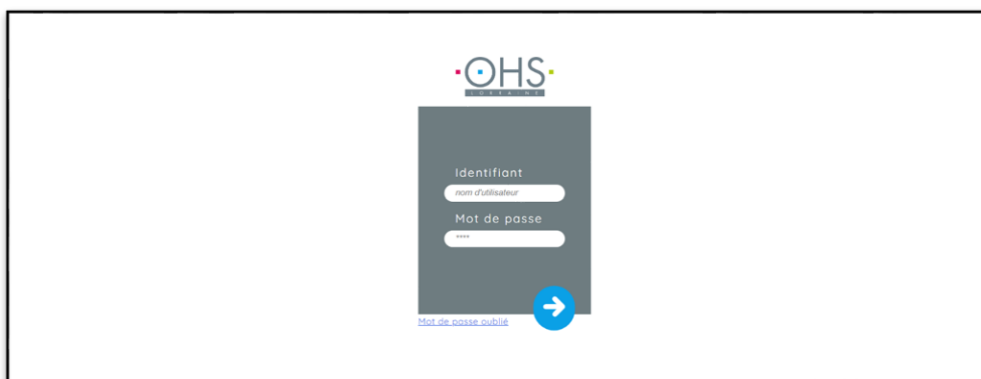 OHS
LORRAINE
Identifiant
nom d'utilisateur
Mot de passe
****
Mot de passe oublié